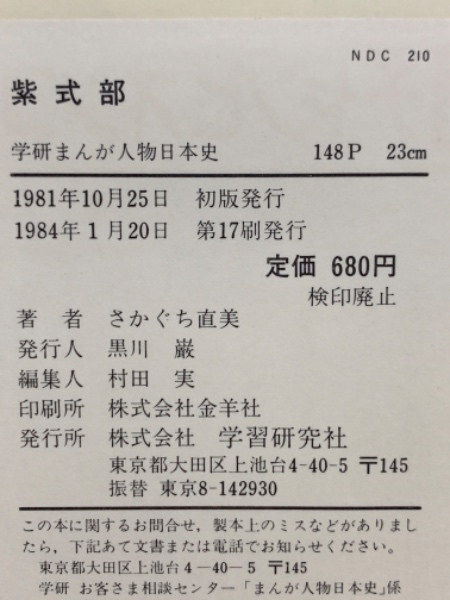 NDC 210
紫式部
学研まんが人物日本史 148P 23cm
1981年10月25日 初版発行
1984年1月20日 第17刷発行
定価 680円
検印廃止
著者 さかぐち直美
発行人 黒川 巌
編集人 村田 実
印刷所 株式会社金羊社
発行所 株式会社 学習研究社
東京都大田区上池台4-40-5 〒145
振替 東京8-142930
この本に関するお問合せ,製本上のミスなどがありまし
たら,下記あて文書または電話でお知らせください。
東京都大田区上池台4-40-5 〒145
学研 お客さま相談センター「まんが人物日本史」係